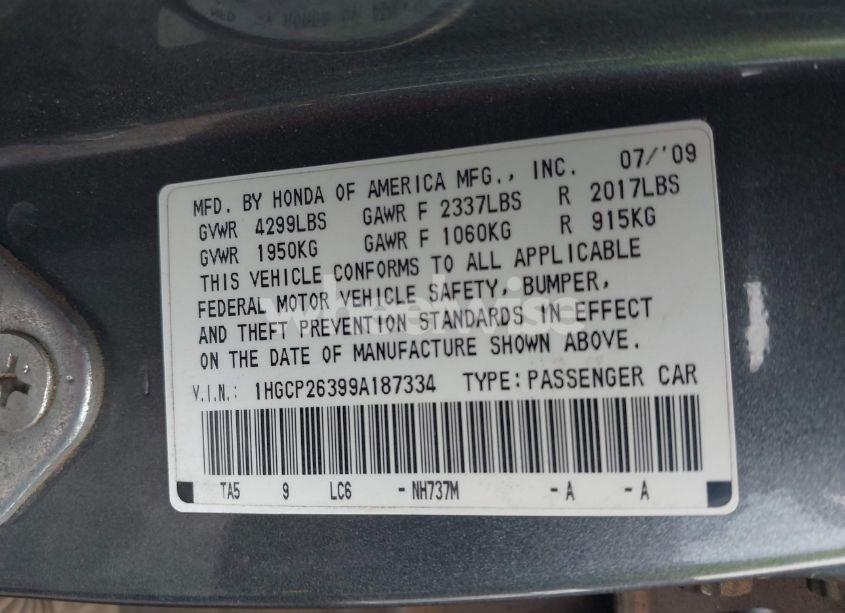 MFD. BY HONDA OF AMERICA MFG., INC. 07/'09
GVWR 4299LBS GAWR F 2337LBS R 2017LBS
GVWR 1950KG GAWR F 1060KG R 915KG
THIS VEHICLE CONFORMS TO ALL APPLICABLE
FEDERAL MOTOR VEHICLE SAFETY, BUMPER,
AND THEFT PREVENTION STANDARDS IN EFFECT
ON THE DATE OF MANUFACTURE SHOWN ABOVE.
V.I.N.: 1HGCP26399A187334 TYPE: PASSENGER CAR
TA5 9 LC6 - NH737M - A - A
wheelwise